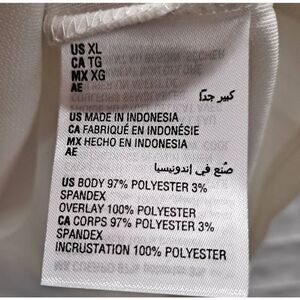 US XL
CA TG
MX XG
AE
كبير جدًا
US MADE IN INDONESIA
CA FABRIQUÉ EN INDONÉSIE
MX HECHO EN INDONESIA
AE
صُنع في إندونيسيا
US BODY 97% POLYESTER 3%
SPANDEX
OVERLAY 100% POLYESTER
CA CORPS 97% POLYESTER 3%
SPANDEX
INCRUSTATION 100% POLYESTER